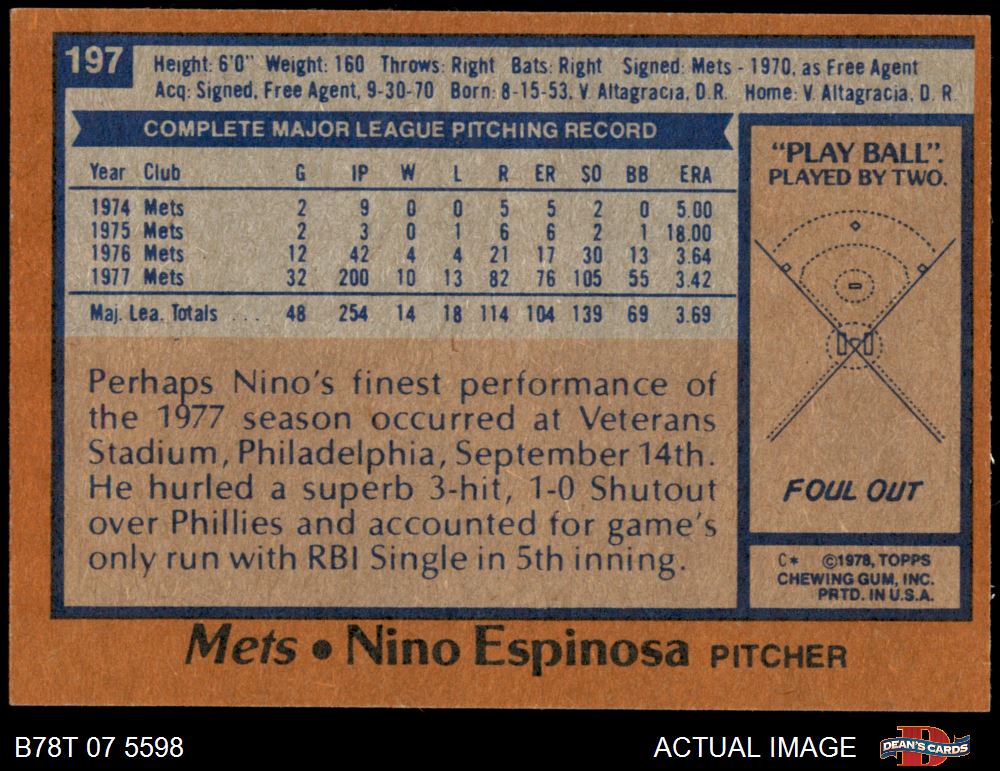 197
Height: 6'0" Weight: 160 Throws: Right Bats: Right Signed: Mets - 1970, as Free Agent
Acq: Signed, Free Agent, 9-30-70 Born: 8-15-53, V. Altagracia, D.R. Home: V. Altagracia, D. R.
COMPLETE MAJOR LEAGUE PITCHING RECORD
Year Club G IP W L R ER SO BB ERA
1974 Mets 2 9 0 0 5 5 2 0 5.00
1975 Mets 2 3 0 1 6 6 2 1 18.00
1976 Mets 12 42 4 4 21 17 30 13 3.64
1977 Mets 32 200 10 13 82 76 105 55 3.42
Maj. Lea. Totals ... 48 254 14 18 114 104 139 69 3.69
Perhaps Nino's finest performance of
the 1977 season occurred at Veterans
Stadium, Philadelphia, September 14th.
He hurled a superb 3-hit, 1-0 Shutout
over Phillies and accounted for game's
only run with RBI Single in 5th inning.
"PLAY BALL".
PLAYED BY TWO.
FOUL OUT
C* ©1978, TOPPS
CHEWING GUM, INC.
PRTD. IN U.S.A.
Mets • Nino Espinosa PITCHER
B78T 07 5598
ACTUAL IMAGE
DEAN'S CARDS